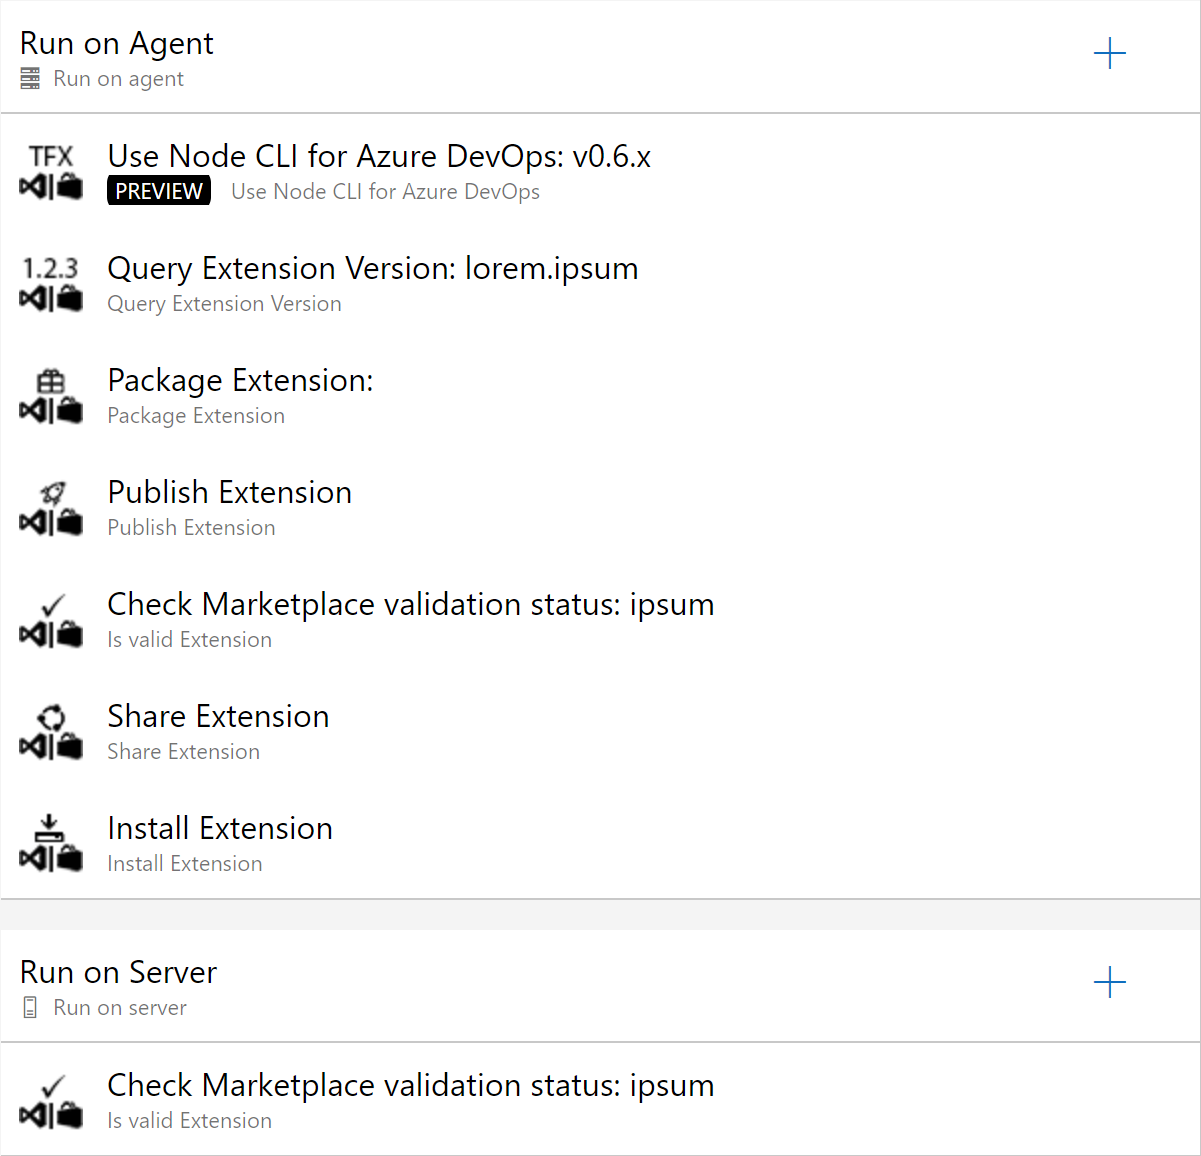 Run on Agent
Run on agent
TFX
Use Node CLI for Azure DevOps: v0.6.x
PREVIEW Use Node CLI for Azure DevOps
1.2.3
Query Extension Version: lorem.ipsum
Query Extension Version
Package Extension:
Package Extension
Publish Extension
Publish Extension
Check Marketplace validation status: ipsum
Is valid Extension
Share Extension
Share Extension
Install Extension
Install Extension
Run on Server
Run on server
Check Marketplace validation status: ipsum
Is valid Extension